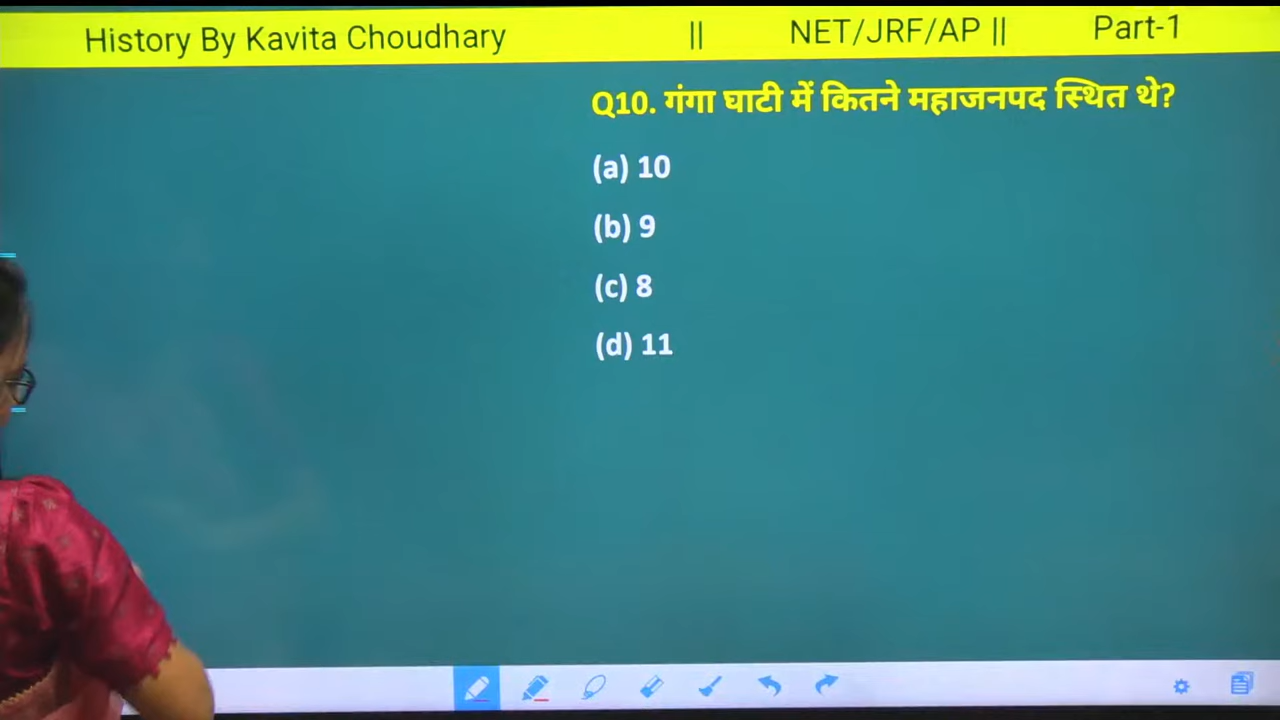 History By Kavita Choudhary || NET/JRF/AP || Part-1
Q10. गंगा घाटी में कितने महाजनपद स्थित थे?
(a) 10
(b) 9
(c) 8
(d) 11